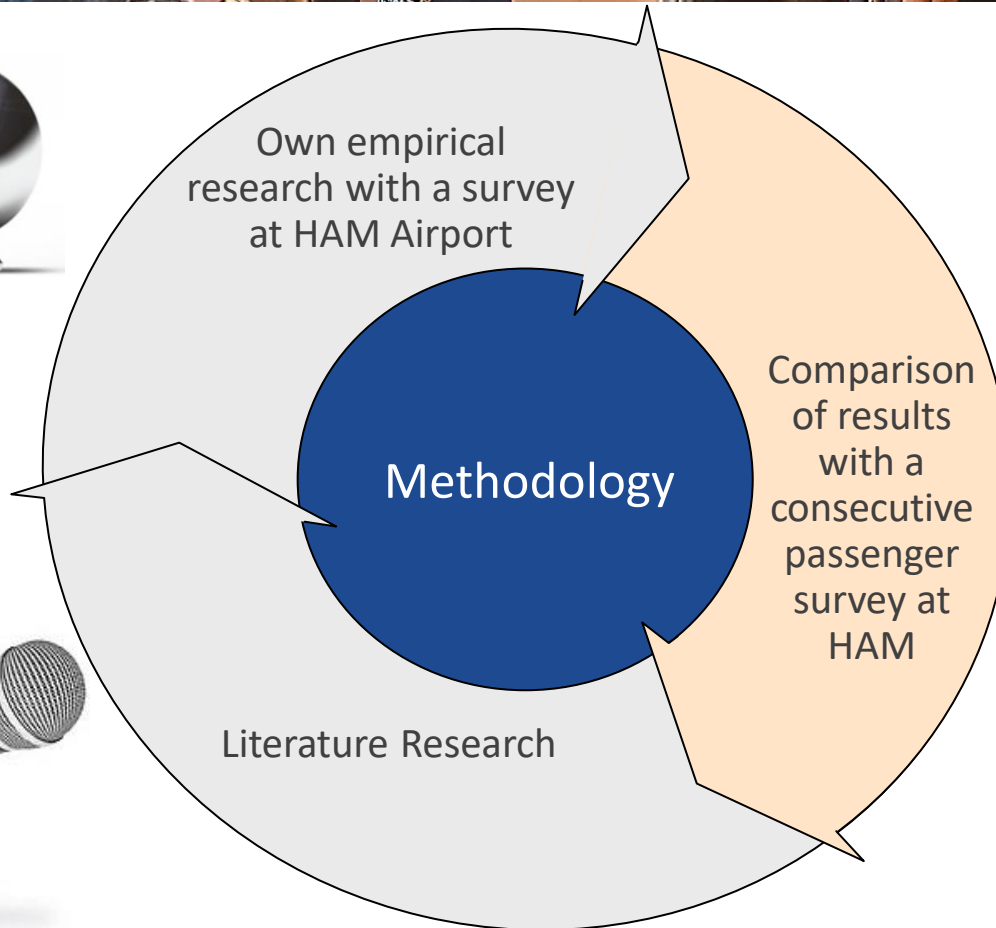 Own empirical
research with a survey
at HAM Airport
Comparison
of results
with a
consecutive
passenger
survey at
HAM
Methodology
Literature Research